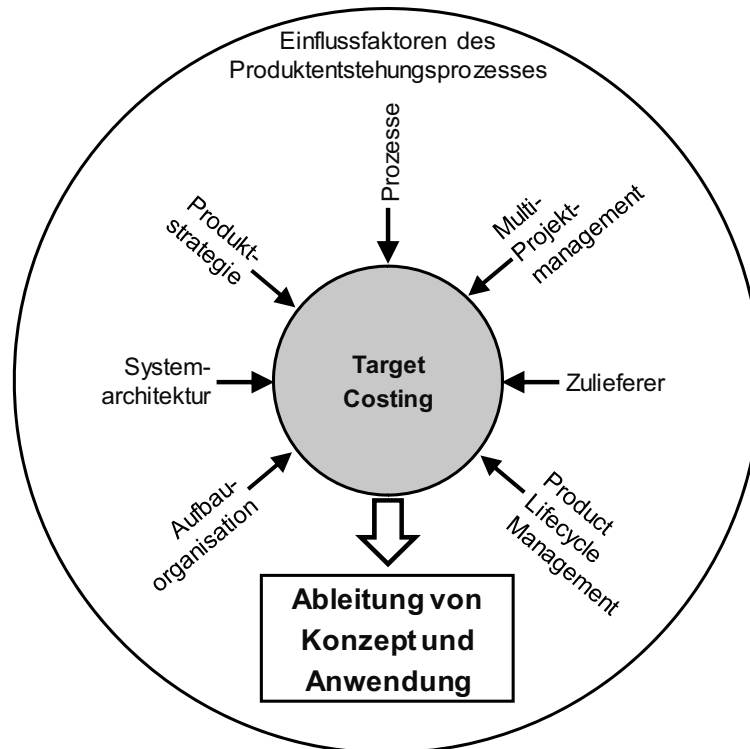 Einflussfaktoren des
Produktentstehungsprozesses
Prozesse
Produkt-
strategie
Multi-
Projekt-
management
System-
architektur
Target
Costing
Zulieferer
Aufbau-
organisation
Product
Lifecycle
Management
Ableitung von
Konzept und
Anwendung